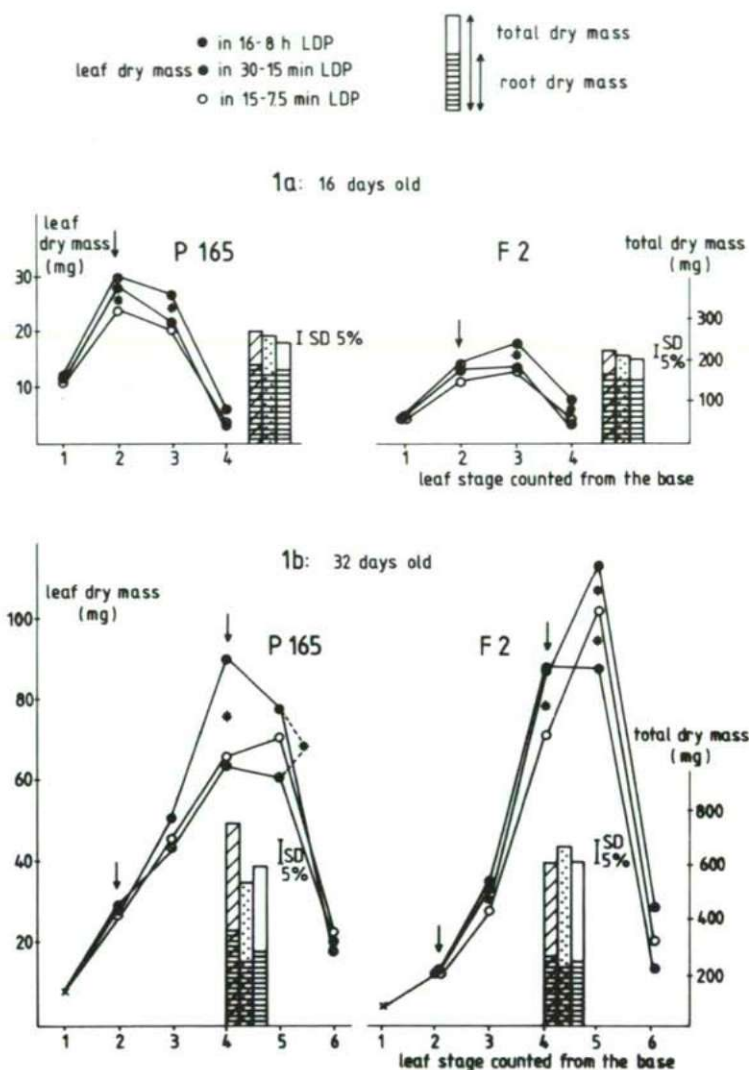 ● in 16-8 h LDP
leaf dry mass ● in 30-15 min LDP
○ in 15-7.5 min LDP
total dry mass
root dry mass
1a: 16 days old
leaf
dry mass
(mg)
P 165
F 2
total dry mass
(mg)
30
20
10
I SD 5%
I SD
5%
300
200
100
1 2 3 4
1 2 3 4
leaf stage counted from the base
1b: 32 days old
leaf dry mass
(mg)
P 165
F 2
total dry mass
(mg)
100
80
60
40
20
I SD
5%
I SD
5%
800
600
400
200
1 2 3 4 5 6
1 2 3 4 5 6
leaf stage counted from the base